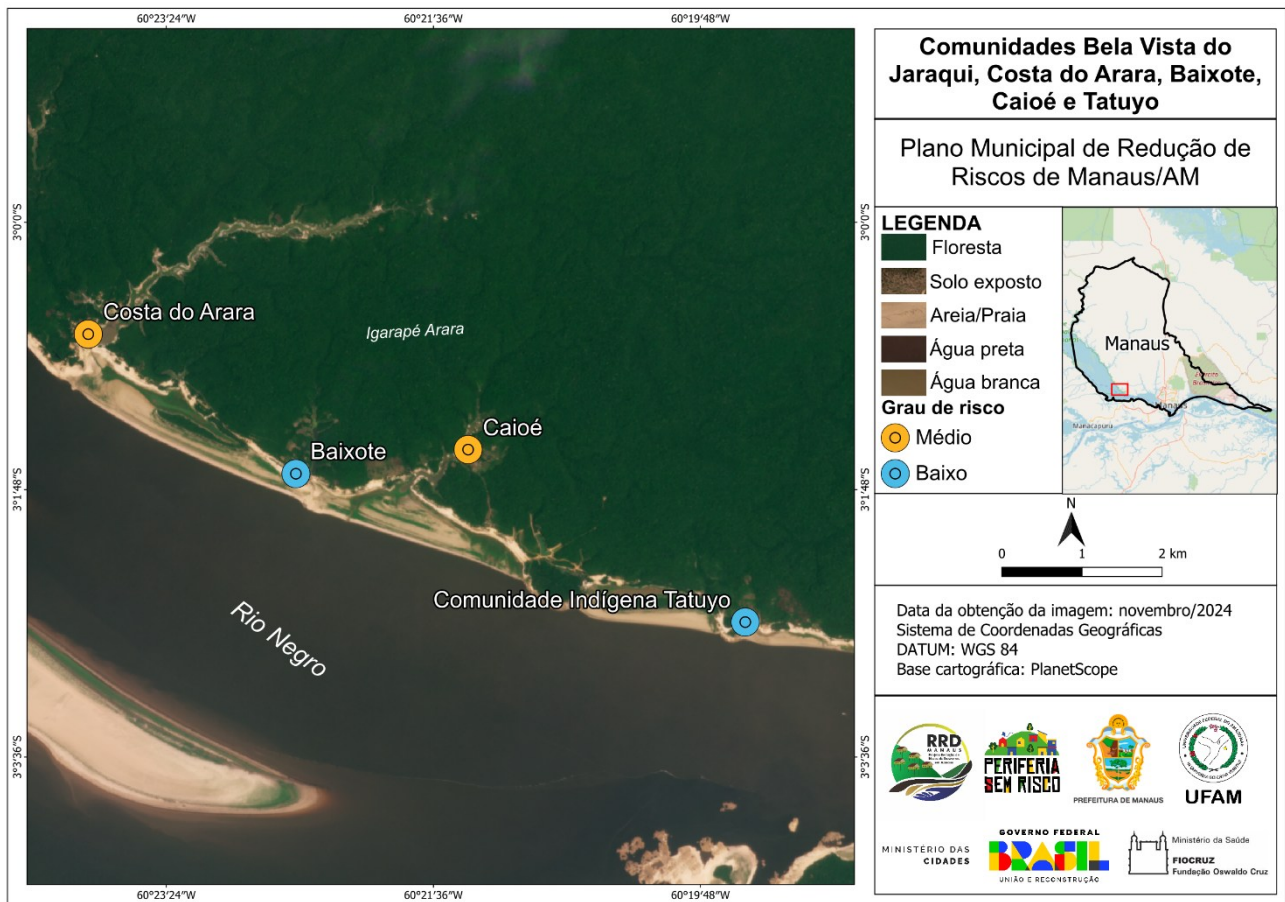 60°23'24"W
60°21'36"W
60°19'48"W
3°0'0"S
3°0'0"S
Costa do Arara
Igarapé Arara
Caioé
Baixote
3°1'48"S
3°1'48"S
Comunidade Indígena Tatuyo
Rio Negro
3°3'36"S
3°3'36"S
60°23'24"W
60°21'36"W
60°19'48"W
Comunidades Bela Vista do
Jaraqui, Costa do Arara, Baixote,
Caioé e Tatuyo
Plano Municipal de Redução de
Riscos de Manaus/AM
LEGENDA
Floresta
Solo exposto
Areia/Praia
Água preta
Água branca
Grau de risco
Médio
Baixo
Manaus
Manaus
Manacapuru
N
0 1 2 km
Data da obtenção da imagem: novembro/2024
Sistema de Coordenadas Geográficas
DATUM: WGS 84
Base cartográfica: PlanetScope
RRD
MANAUS
PERIFERIA
SEM RISCO
PREFEITURA DE MANAUS
UFAM
MINISTÉRIO DAS
CIDADES
GOVERNO FEDERAL
BRASIL
UNIÃO E RECONSTRUÇÃO
Ministério da Saúde
FIOCRUZ
Fundação Oswaldo Cruz